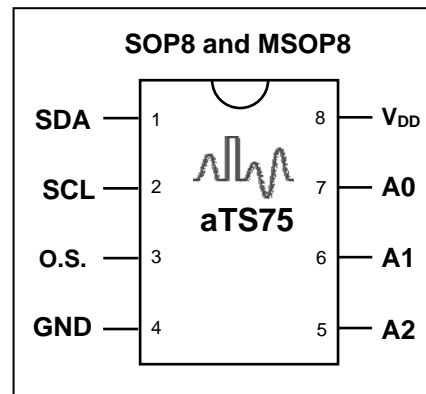 SOP8 and MSOP8
SDA 1 8 VDD
SCL 2 7 A0
aTS75
O.S. 3 6 A1
GND 4 5 A2